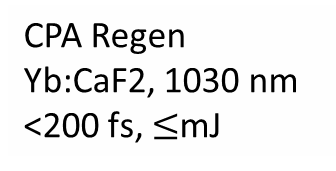 CPA Regen
Yb:CaF2, 1030 nm
<200 fs, ≤mJ